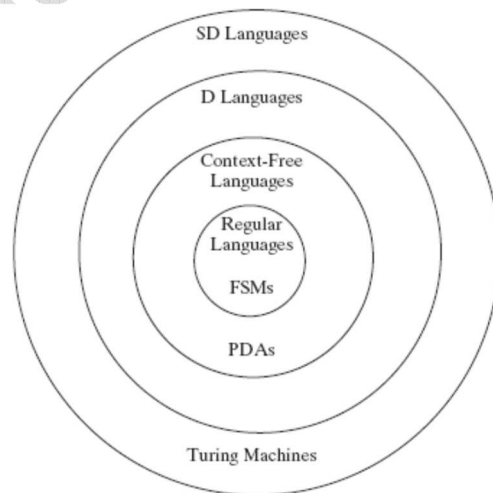 SD Languages
D Languages
Context-Free
Languages
Regular
Languages
FSMs
PDAs
Turing Machines